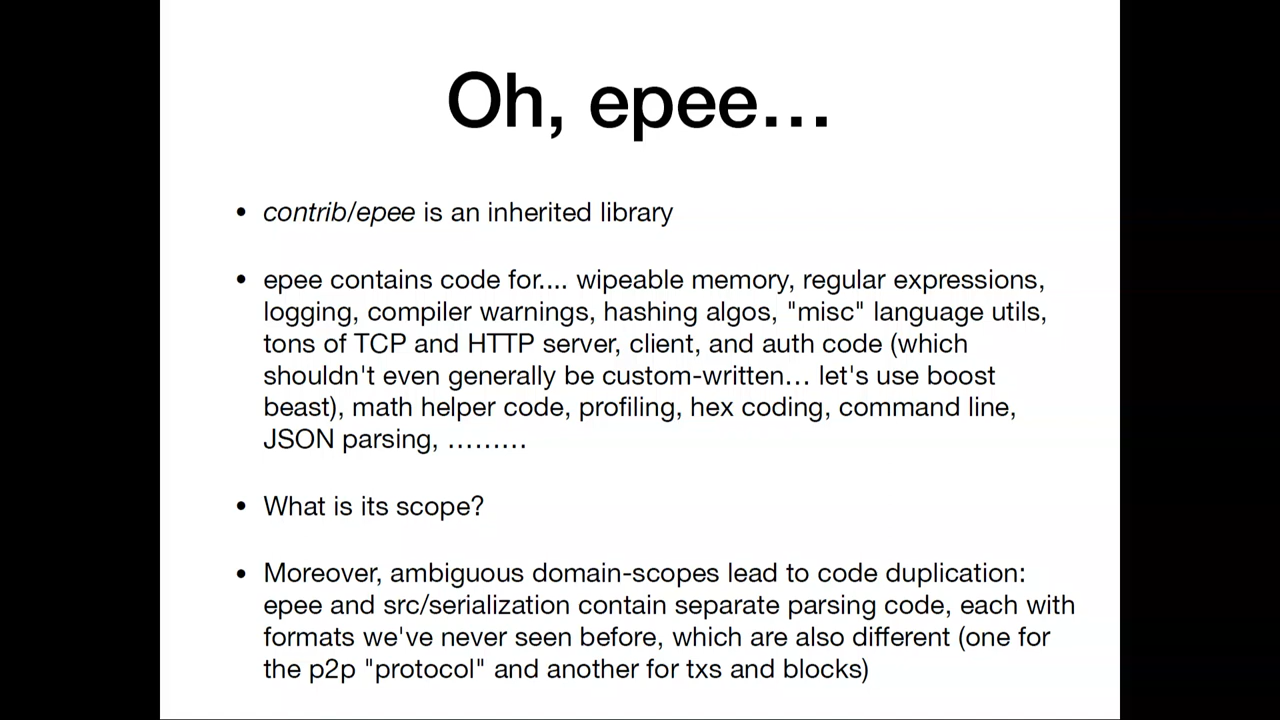 Oh, epee…
• contrib/epee is an inherited library
• epee contains code for.... wipeable memory, regular expressions,
logging, compiler warnings, hashing algos, "misc" language utils,
tons of TCP and HTTP server, client, and auth code (which
shouldn't even generally be custom-written… let's use boost
beast), math helper code, profiling, hex coding, command line,
JSON parsing, ………
• What is its scope?
• Moreover, ambiguous domain-scopes lead to code duplication:
epee and src/serialization contain separate parsing code, each with
formats we've never seen before, which are also different (one for
the p2p "protocol" and another for txs and blocks)